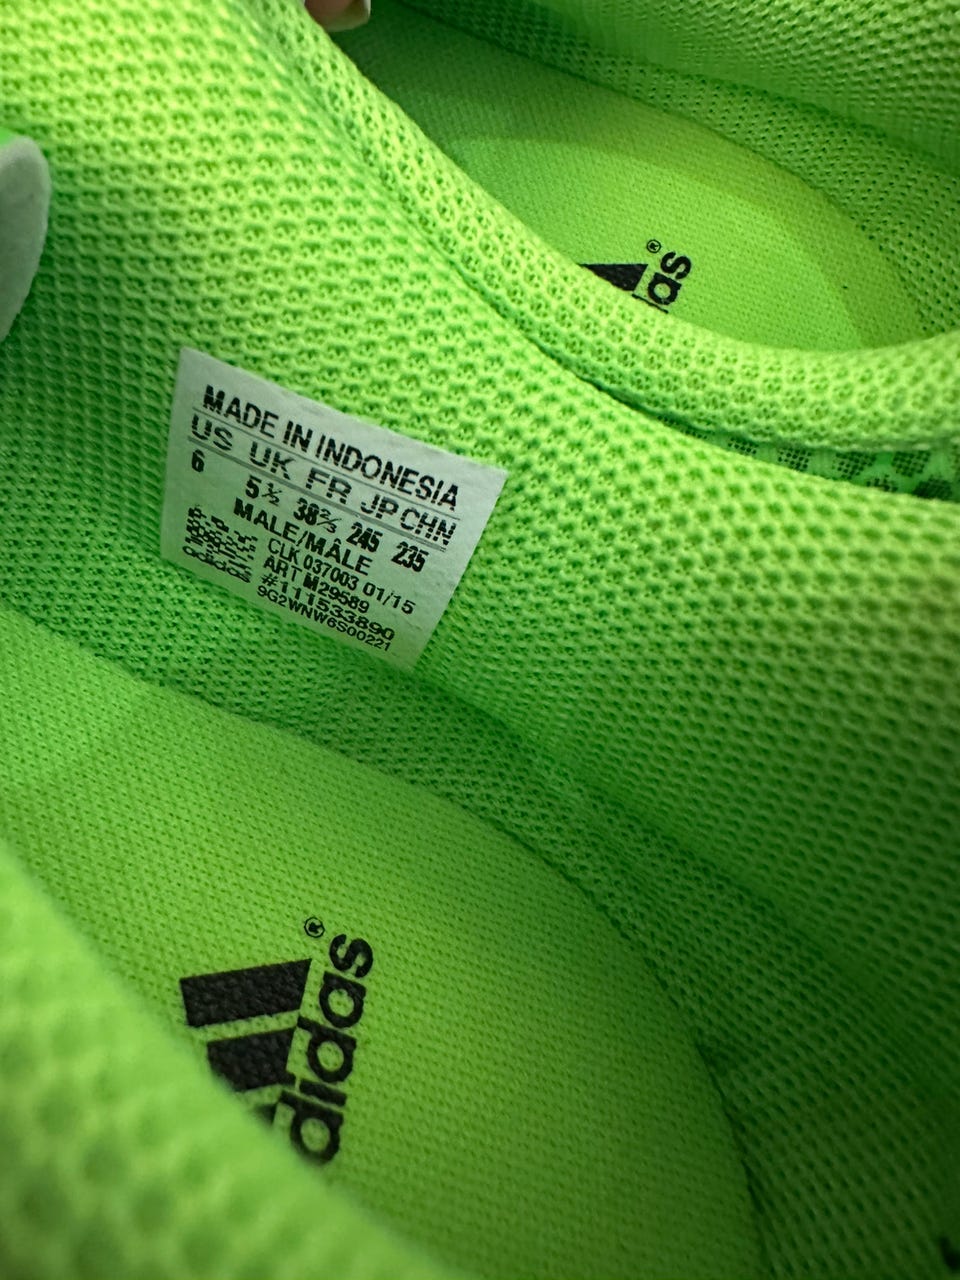 ®
adidas
MADE IN INDONESIA
US UK FR JP CHN
6 5½ 38⅔ 245 235
MALE/MÂLE
CLK 037003 01/15
ART M29589
#111533890
9G2WNW6S00221
adidas
®
adidas